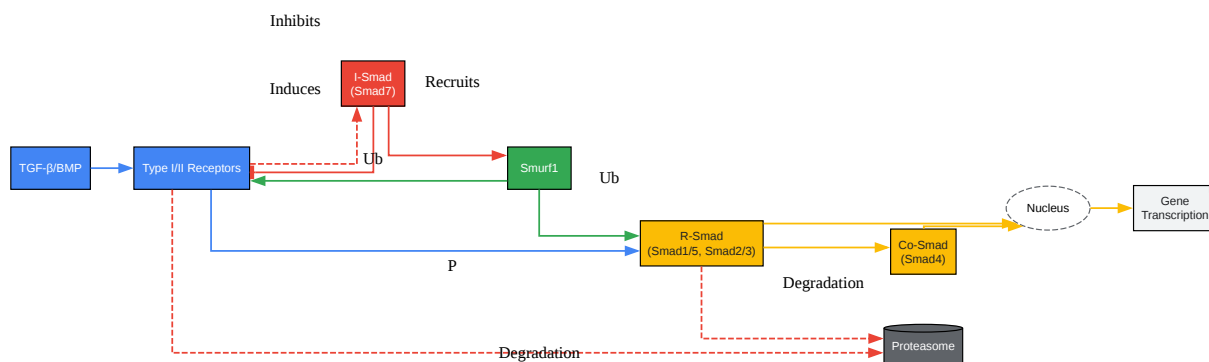 Inhibits
I-Smad
(Smad7)
Induces
Recruits
TGF-β/BMP
Type I/II Receptors
Ub
Smurf1
Ub
Nucleus
Gene
Transcription
R-Smad
(Smad1/5, Smad2/3)
Co-Smad
(Smad4)
P
Degradation
Proteasome
Degradation